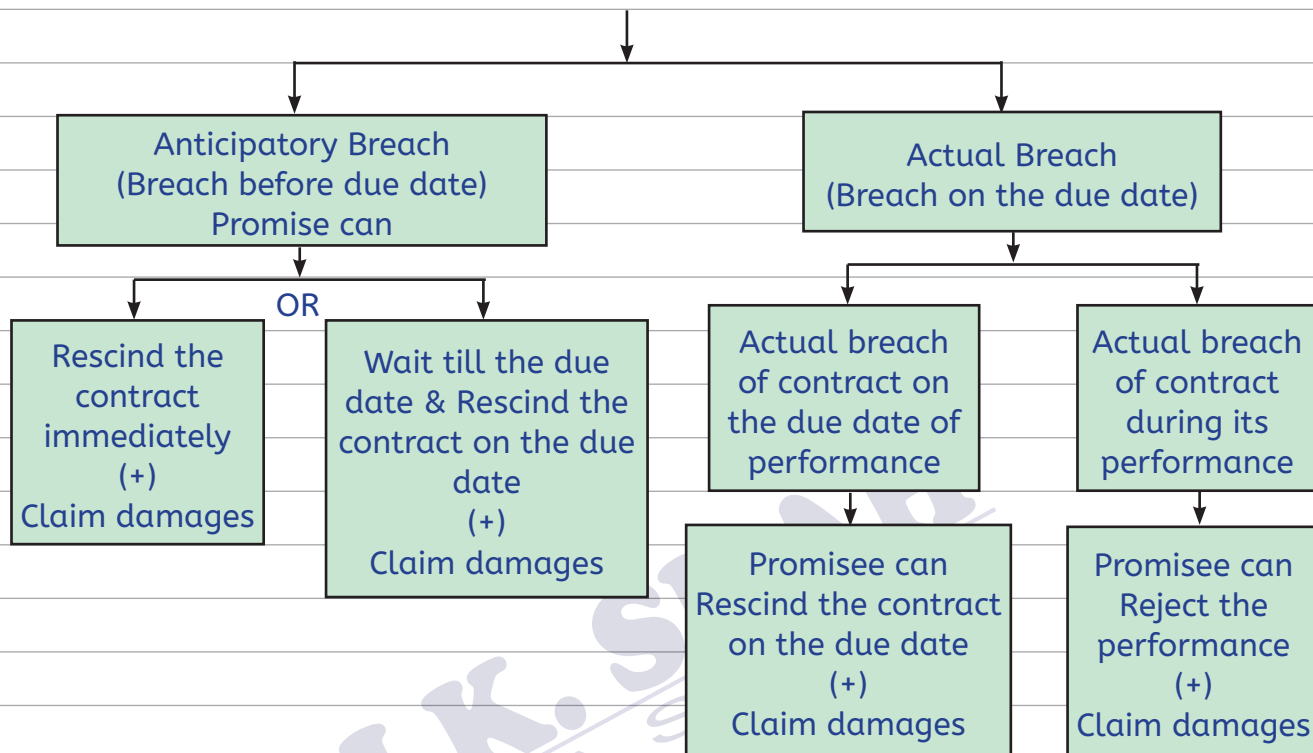 Anticipatory Breach
(Breach before due date)
Promise can
Actual Breach
(Breach on the due date)
OR
Rescind the
contract
immediately
(+)
Claim damages
Wait till the due
date & Rescind the
contract on the due
date
(+)
Claim damages
Actual breach
of contract on
the due date of
performance
Actual breach
of contract
during its
performance
Promisee can
Rescind the contract
on the due date
(+)
Claim damages
Promisee can
Reject the
performance
(+)
Claim damages